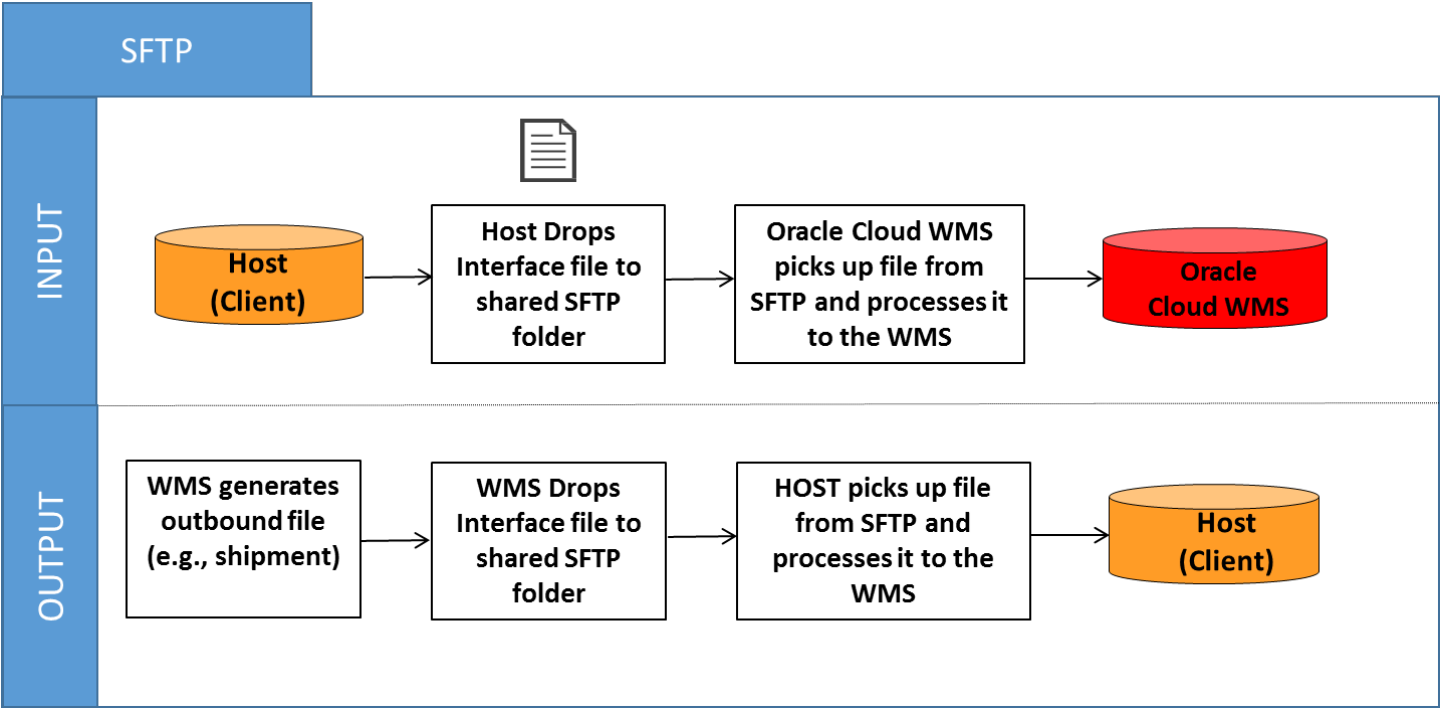 SFTP
INPUT
Host
(Client)
Host Drops
Interface file to
shared SFTP
folder
Oracle Cloud WMS
picks up file from
SFTP and processes it
to the WMS
Oracle
Cloud WMS
OUTPUT
WMS generates
outbound file
(e.g., shipment)
WMS Drops
Interface file to
shared SFTP
folder
HOST picks up file
from SFTP and
processes it to the
WMS
Host
(Client)